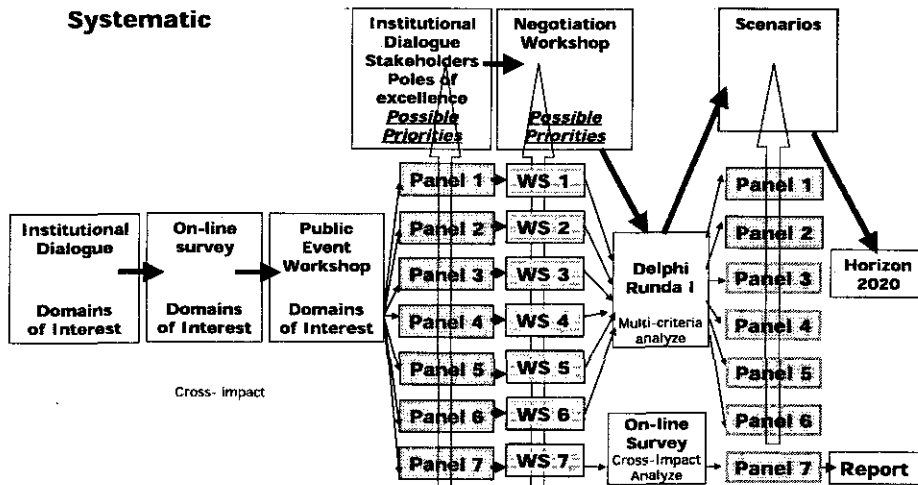 Systematic
Institutional
Dialogue
Stakeholders
Poles of
excellence
Possible
Priorities
Negotiation
Workshop
Possible
Priorities
Scenarios
Institutional
Dialogue
Domains
of Interest
On-line
survey
Domains
of Interest
Public
Event
Workshop
Domains
of Interest
Cross- impact
Panel 1
Panel 2
Panel 3
Panel 4
Panel 5
Panel 6
Panel 7
WS 1
WS 2
WS 3
WS 4
WS 5
WS 6
WS 7
Delphi
Runda I
Multi-criteria
analyze
On-line
Survey
Cross-Impact
Analyze
Panel 1
Panel 2
Panel 3
Panel 4
Panel 5
Panel 6
Panel 7
Horizon
2020
Report